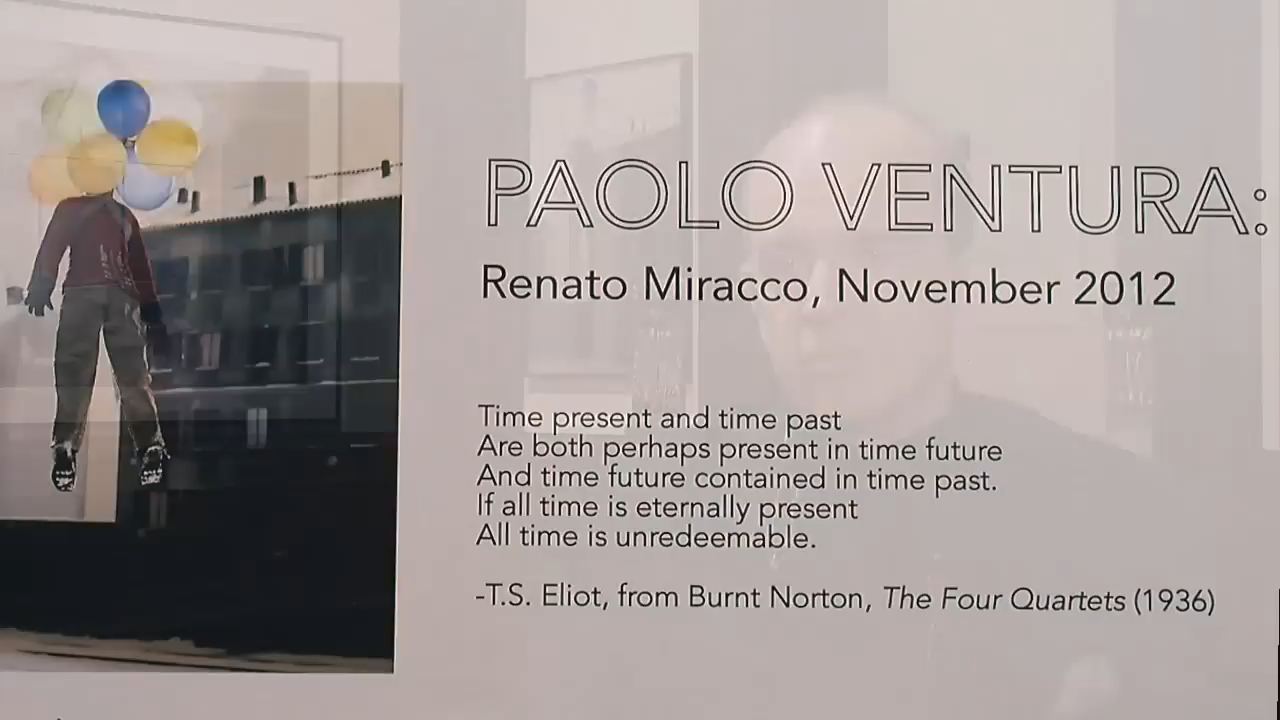 PAOLO VENTURA:
Renato Miracco, November 2012
Time present and time past
Are both perhaps present in time future
And time future contained in time past.
If all time is eternally present
All time is unredeemable.
-T.S. Eliot, from Burnt Norton, The Four Quartets (1936)